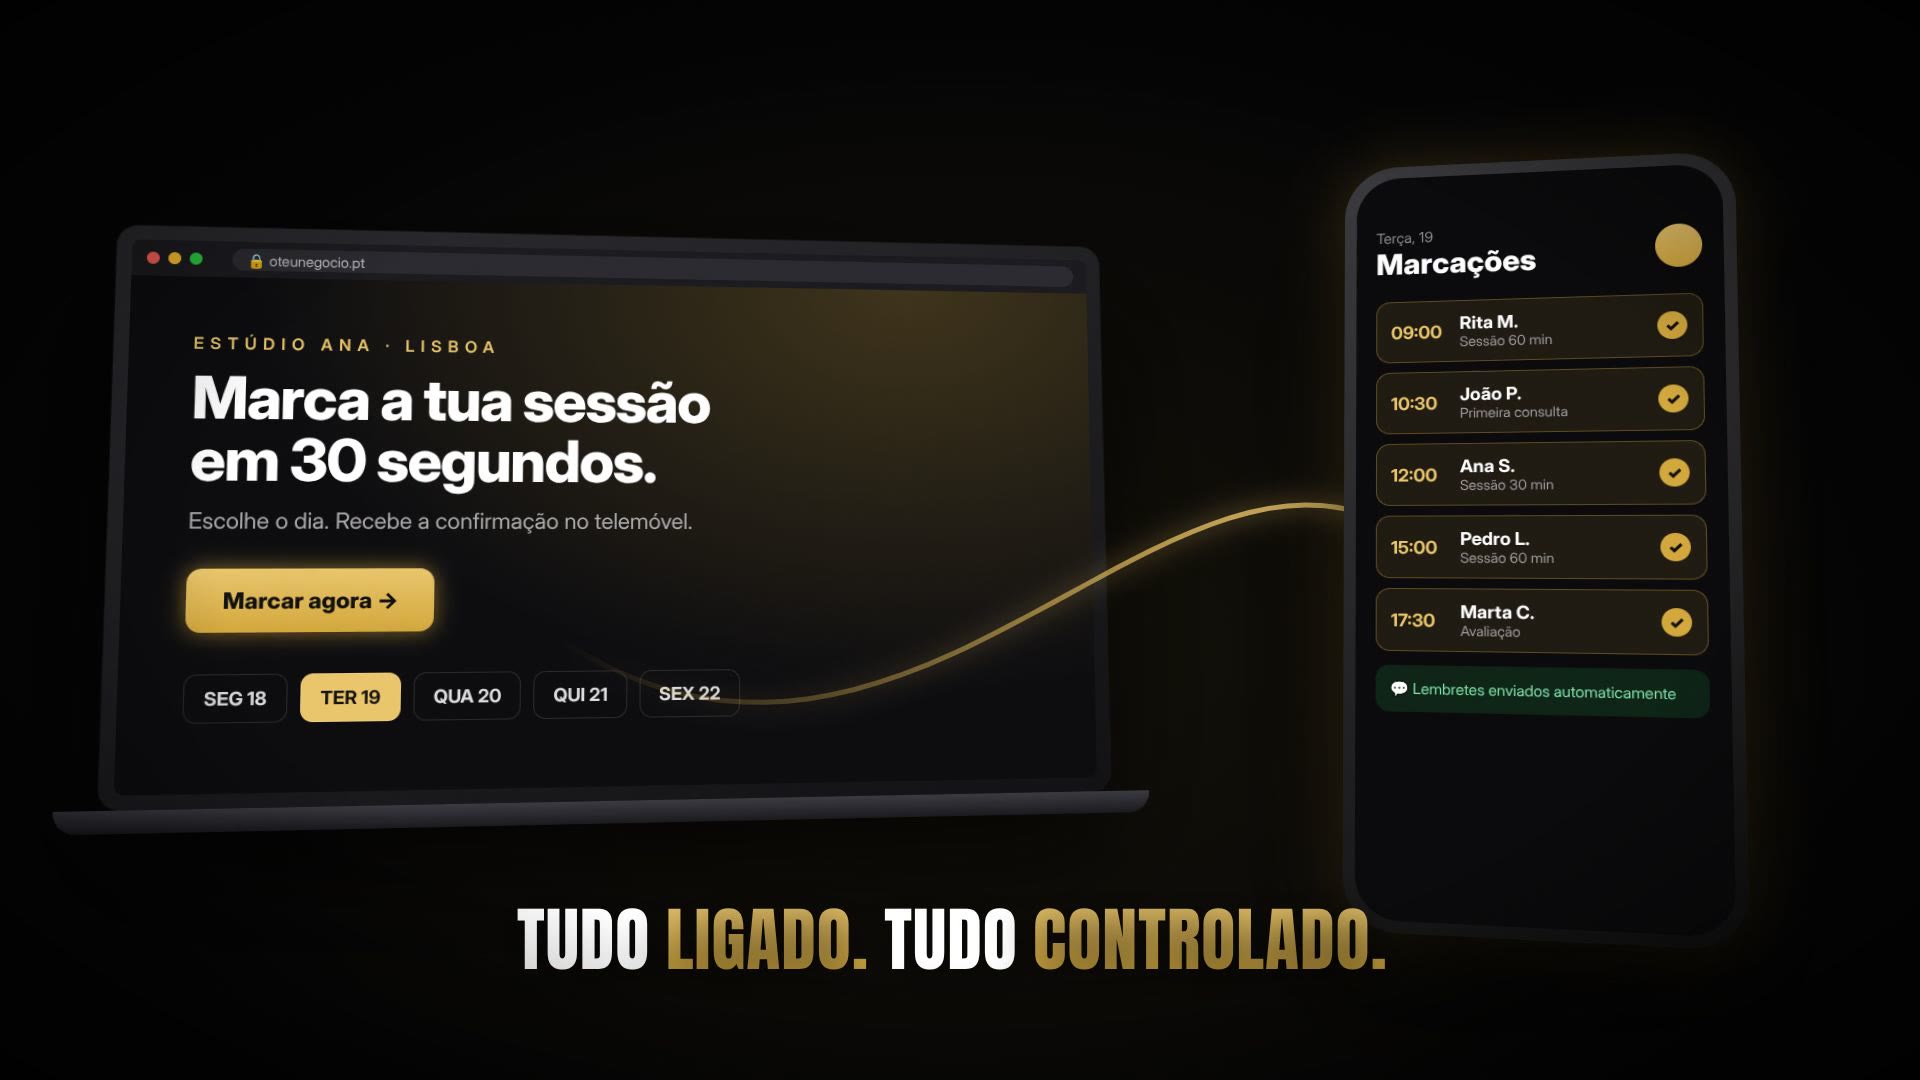 oteunegocio.pt
ESTÚDIO ANA · LISBOA
Marca a tua sessão
em 30 segundos.
Escolhe o dia. Recebe a confirmação no telemóvel.
Marcar agora →
SEG 18
TER 19
QUA 20
QUI 21
SEX 22
Terça, 19
Marcações
09:00
Rita M.
Sessão 60 min
10:30
João P.
Primeira consulta
12:00
Ana S.
Sessão 30 min
15:00
Pedro L.
Sessão 60 min
17:30
Marta C.
Avaliação
Lembretes enviados automaticamente
TUDO LIGADO. TUDO CONTROLADO.